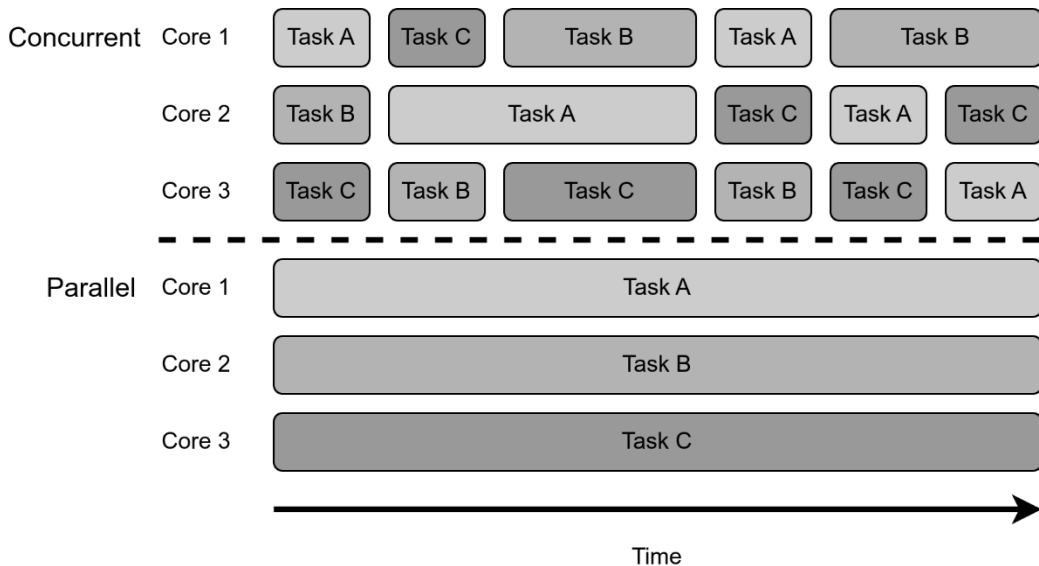 Concurrent Core 1 Task A Task C Task B Task A Task B
Core 2 Task B Task A Task C Task A Task C
Core 3 Task C Task B Task C Task B Task C Task A
Parallel Core 1 Task A
Core 2 Task B
Core 3 Task C
Time